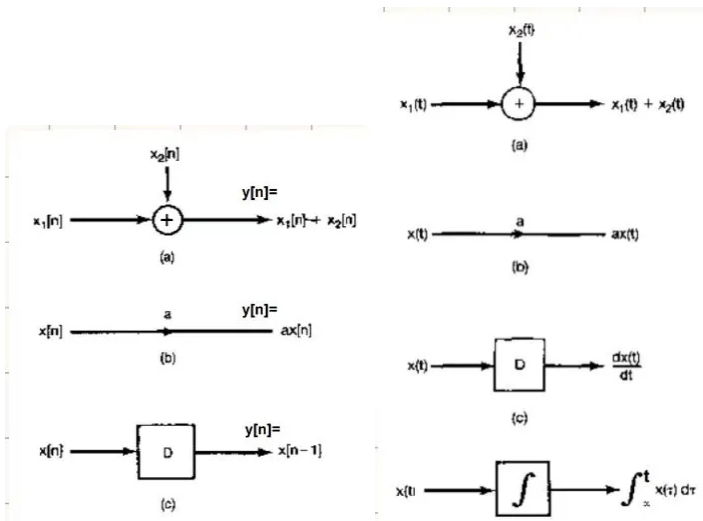 x₂[n]
y[n]=
x₁[n] + x₁[n] + x₂[n]
(a)
a y[n]=
x[n] ax[n]
(b)
y[n]=
x[n] D x[n-1]
(c)
x₂(t)
x₁(t) + x₁(t) + x₂(t)
(a)
a
x(t) ax(t)
(b)
x(t) D dx(t)
dt
(c)
x(t) ∫ ∫ t x(τ) dτ